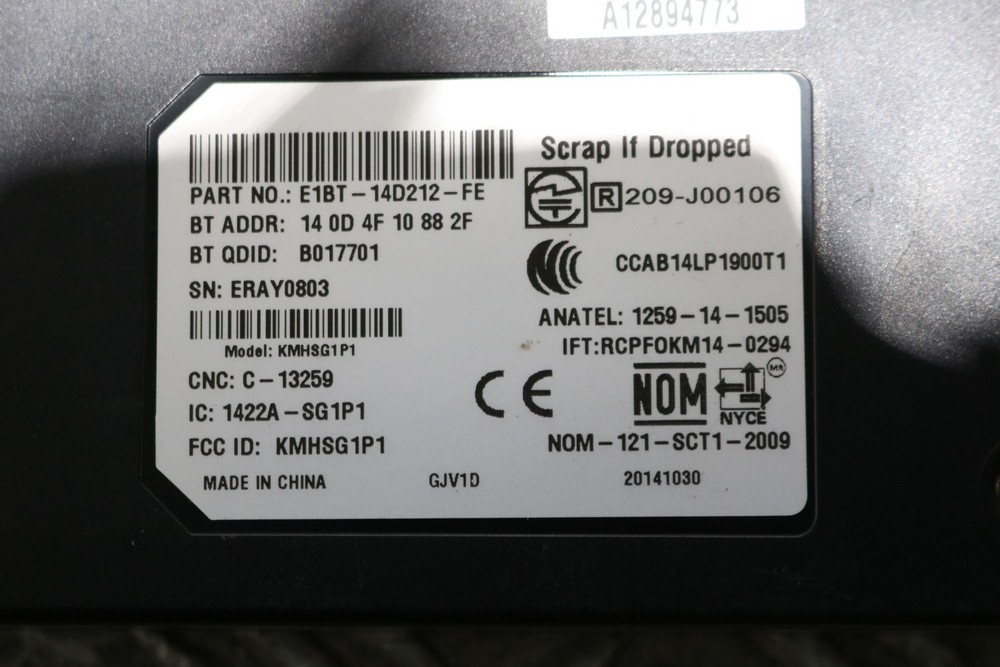 A12894773
Scrap If Dropped
PART NO.: E1BT-14D212-FE
R 209-J00106
BT ADDR: 14 0D 4F 10 88 2F
BT QDID: B017701
CCAB14LP1900T1
SN: ERAY0803
ANATEL: 1259-14-1505
Model: KMHSG1P1
IFT:RCPFOKM14-0294
CNC: C-13259
CE
NOM
NYCE
MR
IC: 1422A-SG1P1
FCC ID: KMHSG1P1
NOM-121-SCT1-2009
MADE IN CHINA
GJV1D
20141030